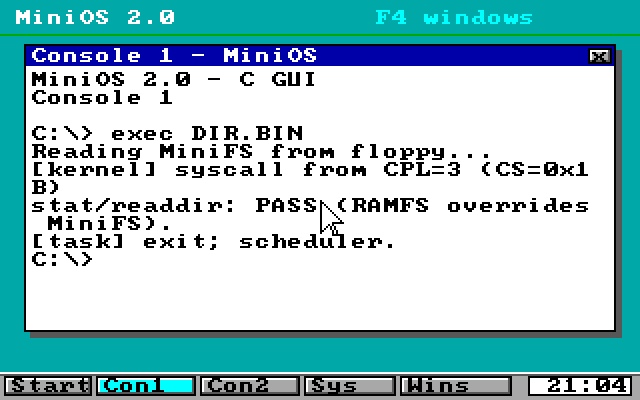 MiniOS 2.0 F4 windows
Console 1 - MiniOS
MiniOS 2.0 - C GUI
Console 1
C:\> exec DIR.BIN
Reading MiniFS from floppy...
[kernel] syscall from CPL=3 (CS=0x1
B)
stat/readdir: PASS (RAMFS overrides
MiniFS).
[task] exit; scheduler.
C:\>
Start Con1 Con2 Sys Wins 21:04